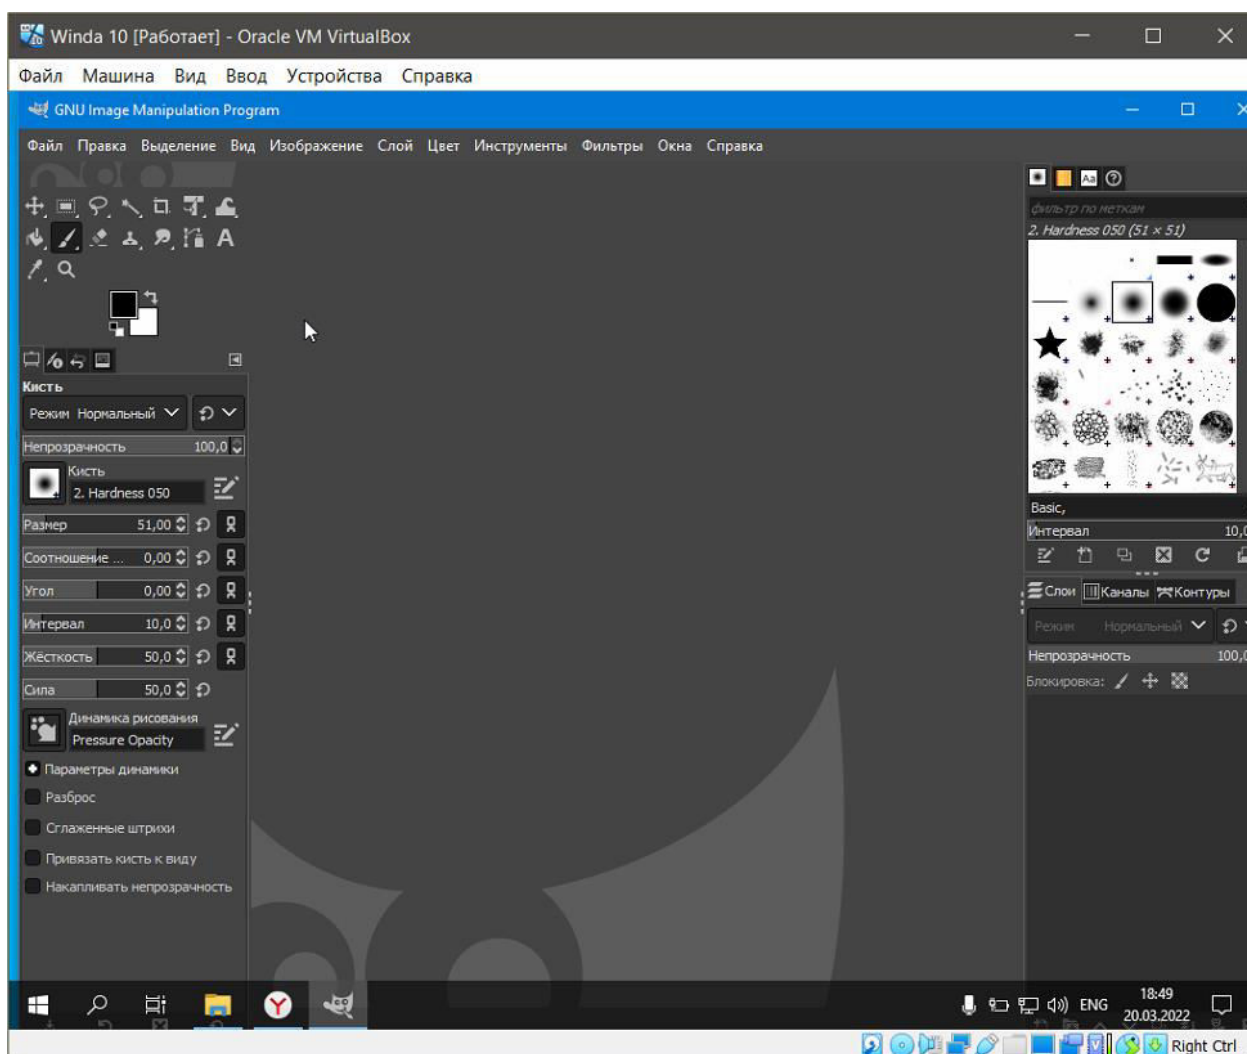 Winda 10 [Работает] - Oracle VM VirtualBox
Файл Машина Вид Ввод Устройства Справка
GNU Image Manipulation Program
Файл Правка Выделение Вид Изображение Слой Цвет Инструменты Фильтры Окна Справка
Кисть
Режим Нормальный
Непрозрачность 100,0
Кисть
2. Hardness 050
Размер 51,00
Соотношение ... 0,00
Угол 0,00
Интервал 10,0
Жёсткость 50,0
Сила 50,0
Динамика рисования
Pressure Opacity
Параметры динамики
Разброс
Сглаженные штрихи
Привязать кисть к виду
Накапливать непрозрачность
Aa
фильтр по меткам
2. Hardness 050 (51 × 51)
Basic,
Интервал 10,0
Слои Каналы Контуры
Режим Нормальный
Непрозрачность 100,0
Блокировка:
ENG
18:49
20.03.2022
Right Ctrl